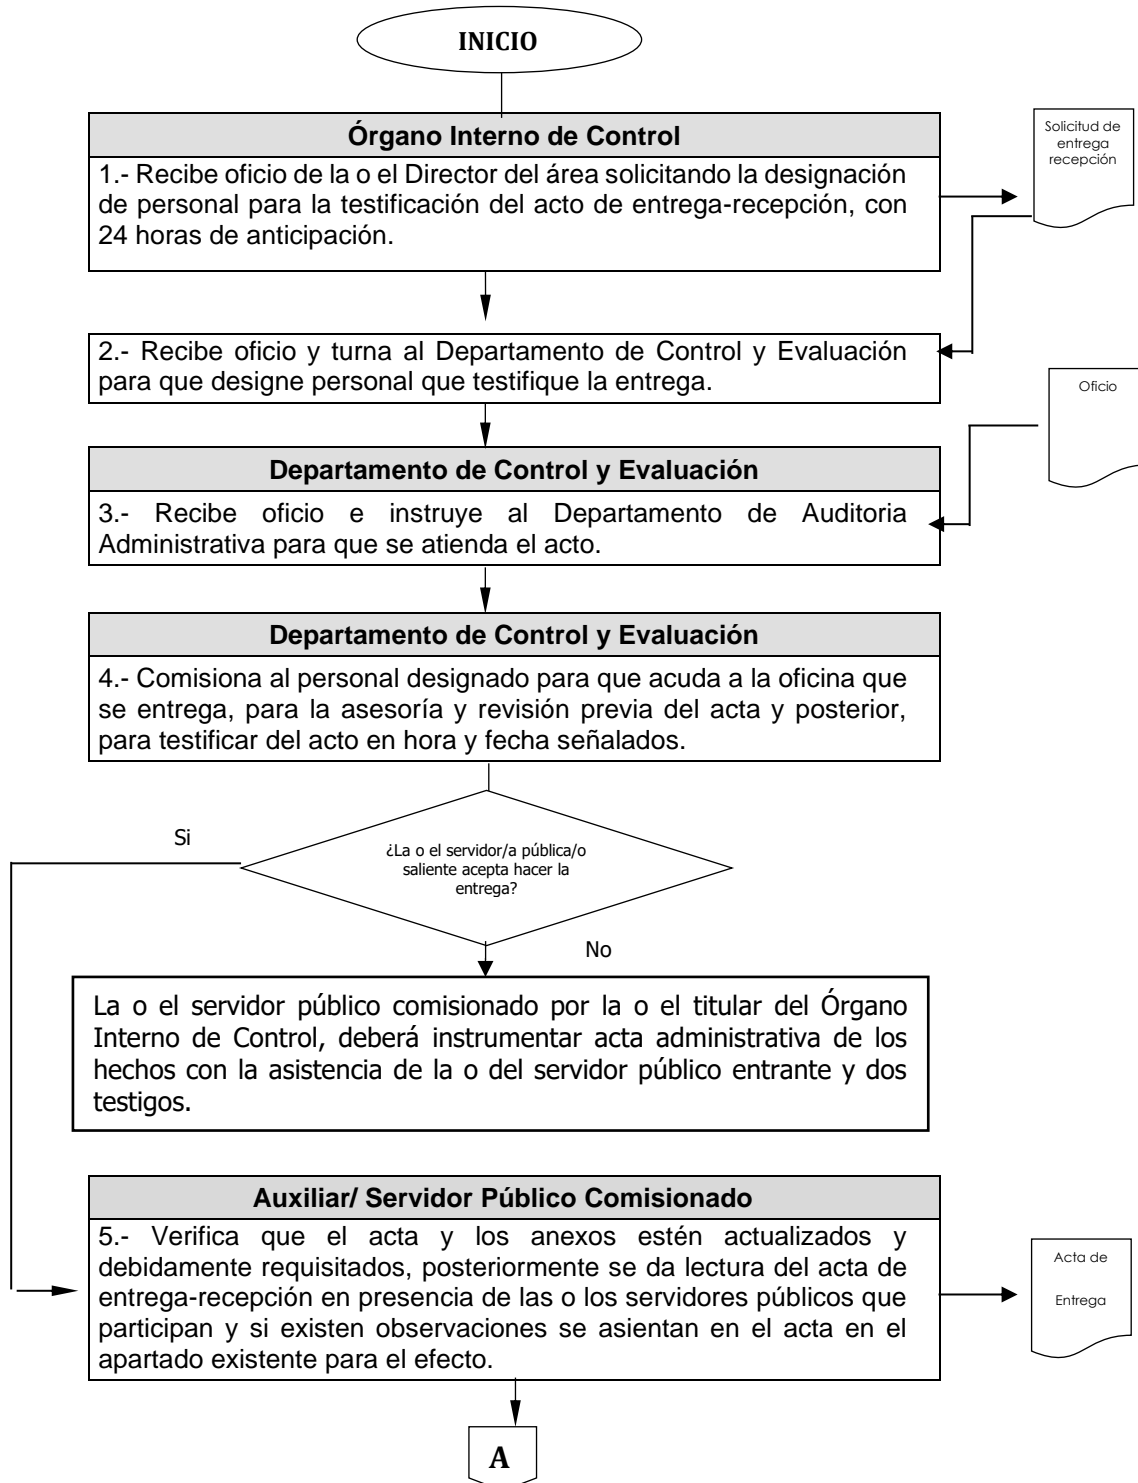 INICIO
Órgano Interno de Control
1.- Recibe oficio de la o el Director del área solicitando la designación
de personal para la testificación del acto de entrega-recepción, con
24 horas de anticipación.
Solicitud de
entrega
recepción
2.- Recibe oficio y turna al Departamento de Control y Evaluación
para que designe personal que testifique la entrega.
Oficio
Departamento de Control y Evaluación
3.- Recibe oficio e instruye al Departamento de Auditoria
Administrativa para que se atienda el acto.
Departamento de Control y Evaluación
4.- Comisiona al personal designado para que acuda a la oficina que
se entrega, para la asesoría y revisión previa del acta y posterior,
para testificar del acto en hora y fecha señalados.
Si
¿La o el servidor/a pública/o
saliente acepta hacer la
entrega?
No
La o el servidor público comisionado por la o el titular del Órgano
Interno de Control, deberá instrumentar acta administrativa de los
hechos con la asistencia de la o del servidor público entrante y dos
testigos.
Auxiliar/ Servidor Público Comisionado
5.- Verifica que el acta y los anexos estén actualizados y
debidamente requisitados, posteriormente se da lectura del acta de
entrega-recepción en presencia de las o los servidores públicos que
participan y si existen observaciones se asientan en el acta en el
apartado existente para el efecto.
Acta de
Entrega
A